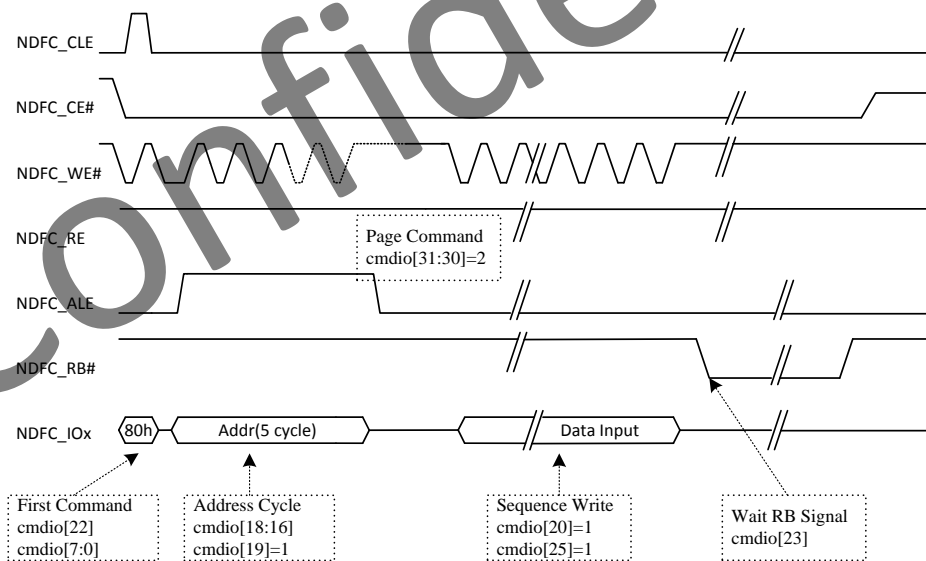 Confide
NDFC_CLE
NDFC_CE#
NDFC_WE#
NDFC_RE
Page Command
cmdio[31:30]=2
NDFC_ALE
NDFC_RB#
NDFC_IOx
80h
Addr(5 cycle)
Data Input
First Command
cmdio[22]
cmdio[7:0]
Address Cycle
cmdio[18:16]
cmdio[19]=1
Sequence Write
cmdio[20]=1
cmdio[25]=1
Wait RB Signal
cmdio[23]